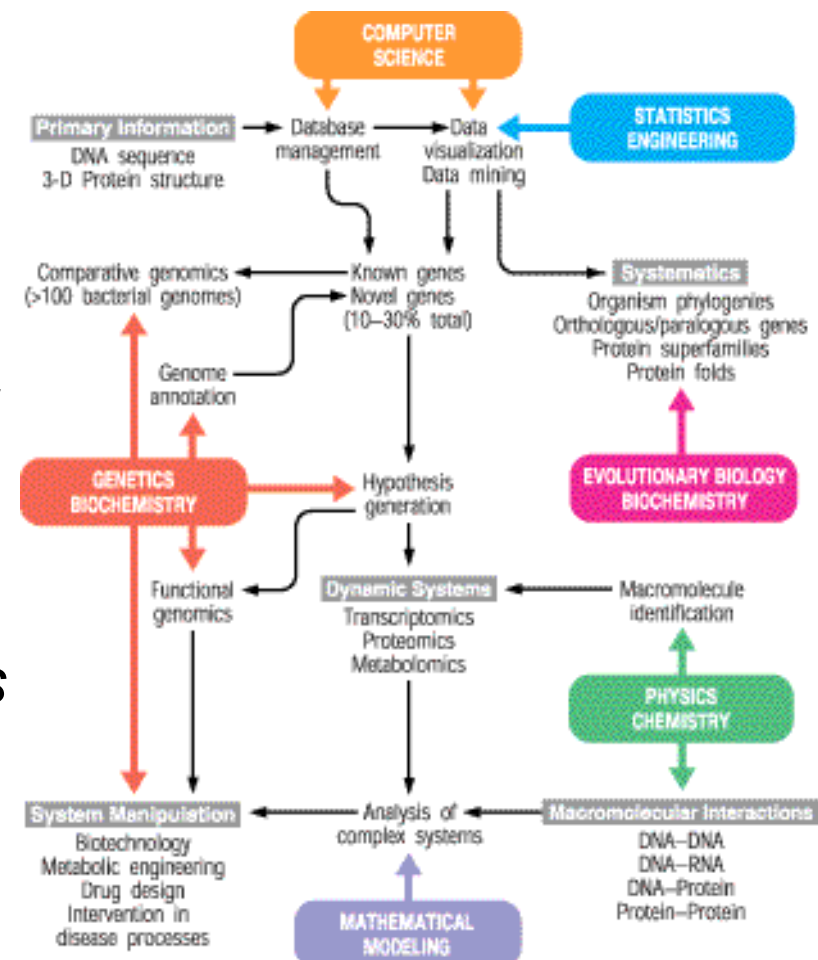 COMPUTER
SCIENCE
Primary Information
DNA sequence
3-D Protein structure
Database
management
Data
visualization
Data mining
STATISTICS
ENGINEERING
Comparative genomics
(>100 bacterial genomes)
Known genes
Novel genes
(10–30% total)
Systematics
Organism phylogenies
Orthologous/paralogous genes
Protein superfamilies
Protein folds
Genome
annotation
GENETICS
BIOCHEMISTRY
Hypothesis
generation
EVOLUTIONARY BIOLOGY
BIOCHEMISTRY
Functional
genomics
Dynamic Systems
Transcriptomics
Proteomics
Metabolomics
Macromolecule
identification
s
PHYSICS
CHEMISTRY
System Manipulation
Biotechnology
Metabolic engineering
Drug design
Intervention in
disease processes
Analysis of
complex systems
Macromolecular Interactions
DNA–DNA
DNA–RNA
DNA–Protein
Protein–Protein
MATHEMATICAL
MODELING